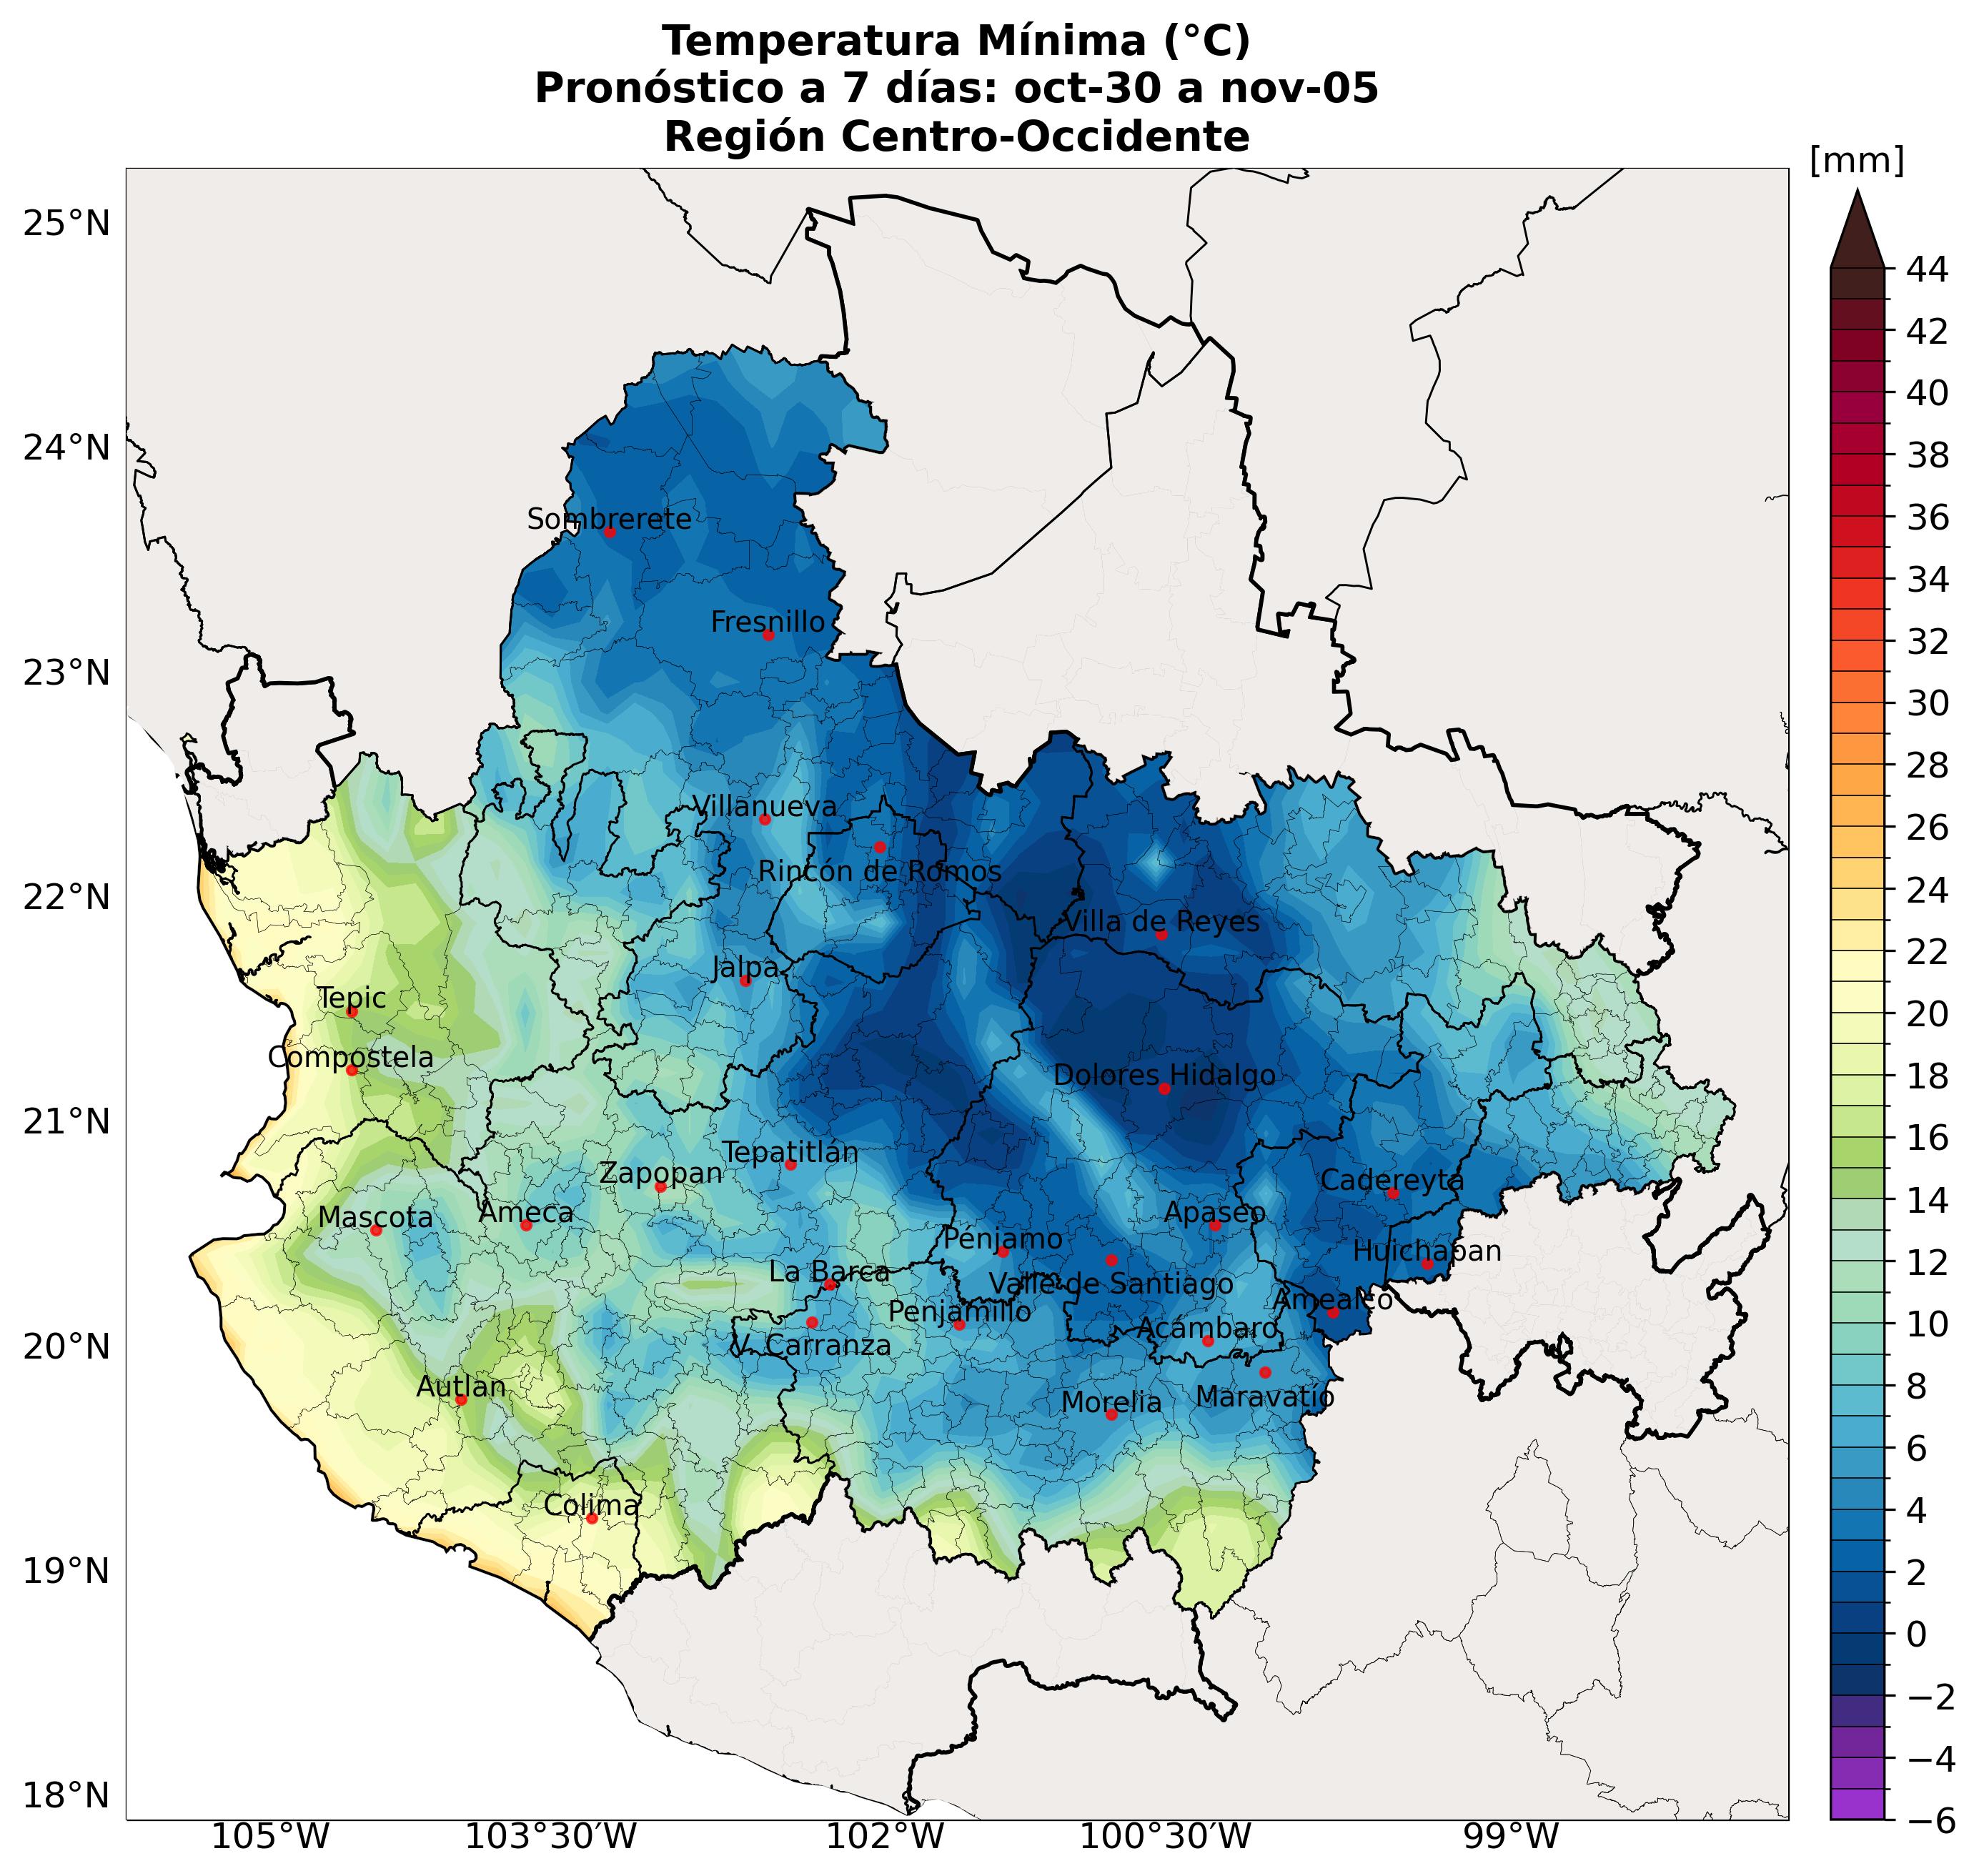 Temperatura Mínima (°C)
Pronóstico a 7 días: oct-30 a nov-05
Región Centro-Occidente
[mm]
25°N
24°N
23°N
22°N
21°N
20°N
19°N
18°N
Sombrerete
Fresnillo
Villanueva
Rincón de Romos
Villa de Reyes
Jalpa
Tepic
Compostela
Dolores Hidalgo
Tepatitlán
Zapopan
Cadereyta
Mascota
Ameca
Apaseo
Pénjamo
Huichapan
La Barca
Valle de Santiago
Amealco
Penjamillo
Acámbaro
V. Carranza
Autlan
Morelia
Maravatio
Colima
105°W
103°30'W
102°W
100°30'W
99°W
44
42
40
38
36
34
32
30
28
26
24
22
20
18
16
14
12
10
8
6
4
2
0
−2
−4
−6